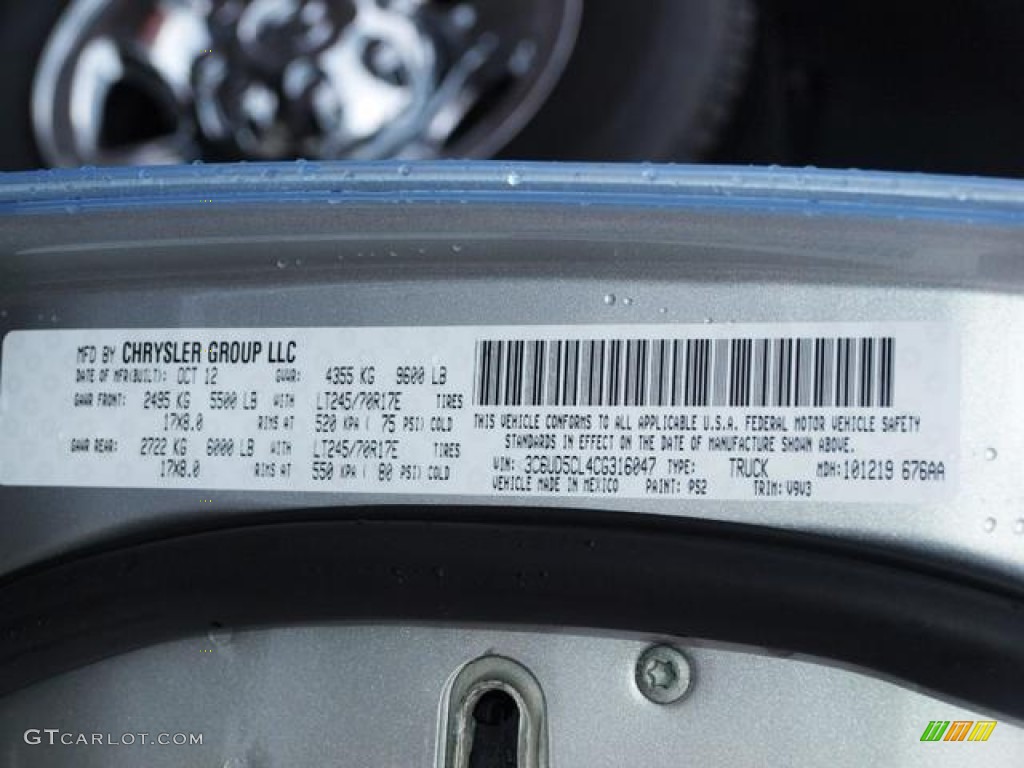 MFD BY CHRYSLER GROUP LLC
DATE OF MFR(BUILT): OCT 12 GVWR: 4355 KG 9600 LB
GAWR FRONT: 2495 KG 5500 LB WITH LT245/70R17E TIRES
17X8.0 RIMS AT 520 KPA ( 75 PSI) COLD
GAWR REAR: 2722 KG 6000 LB WITH LT245/70R17E TIRES
17X8.0 RIMS AT 550 KPA ( 80 PSI) COLD
THIS VEHICLE CONFORMS TO ALL APPLICABLE U.S.A. FEDERAL MOTOR VEHICLE SAFETY
STANDARDS IN EFFECT ON THE DATE OF MANUFACTURE SHOWN ABOVE.
VIN: 3C6UD5CL4CG316047 TYPE: TRUCK MDH: 101219 676AA
VEHICLE MADE IN MEXICO PAINT: PS2 TRIM: V9V3
GTCARLOT.COM